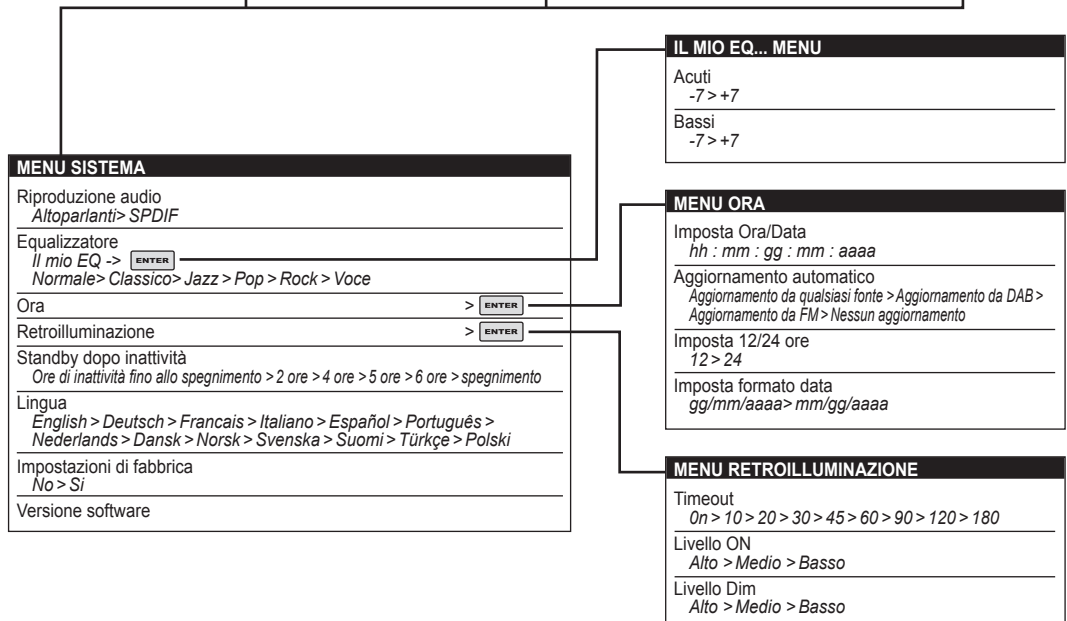 MENU SISTEMA
Riproduzione audio
Altoparlanti> SPDIF
Equalizzatore
Il mio EQ -> ENTER
Normale> Classico> Jazz > Pop > Rock > Voce
Ora > ENTER
Retroilluminazione > ENTER
Standby dopo inattività
Ore di inattività fino allo spegnimento > 2 ore > 4 ore > 5 ore > 6 ore > spegnimento
Lingua
English > Deutsch > Francais > Italiano > Español > Português >
Nederlands > Dansk > Norsk > Svenska > Suomi > Türkçe > Polski
Impostazioni di fabbrica
No > Si
Versione software
IL MIO EQ... MENU
Acuti
-7 > +7
Bassi
-7 > +7
MENU ORA
Imposta Ora/Data
hh : mm : gg : mm : aaaa
Aggiornamento automatico
Aggiornamento da qualsiasi fonte > Aggiornamento da DAB >
Aggiornamento da FM > Nessun aggiornamento
Imposta 12/24 ore
12 > 24
Imposta formato data
gg/mm/aaaa> mm/gg/aaaa
MENU RETROILLUMINAZIONE
Timeout
0n > 10 > 20 > 30 > 45 > 60 > 90 > 120 > 180
Livello ON
Alto > Medio > Basso
Livello Dim
Alto > Medio > Basso